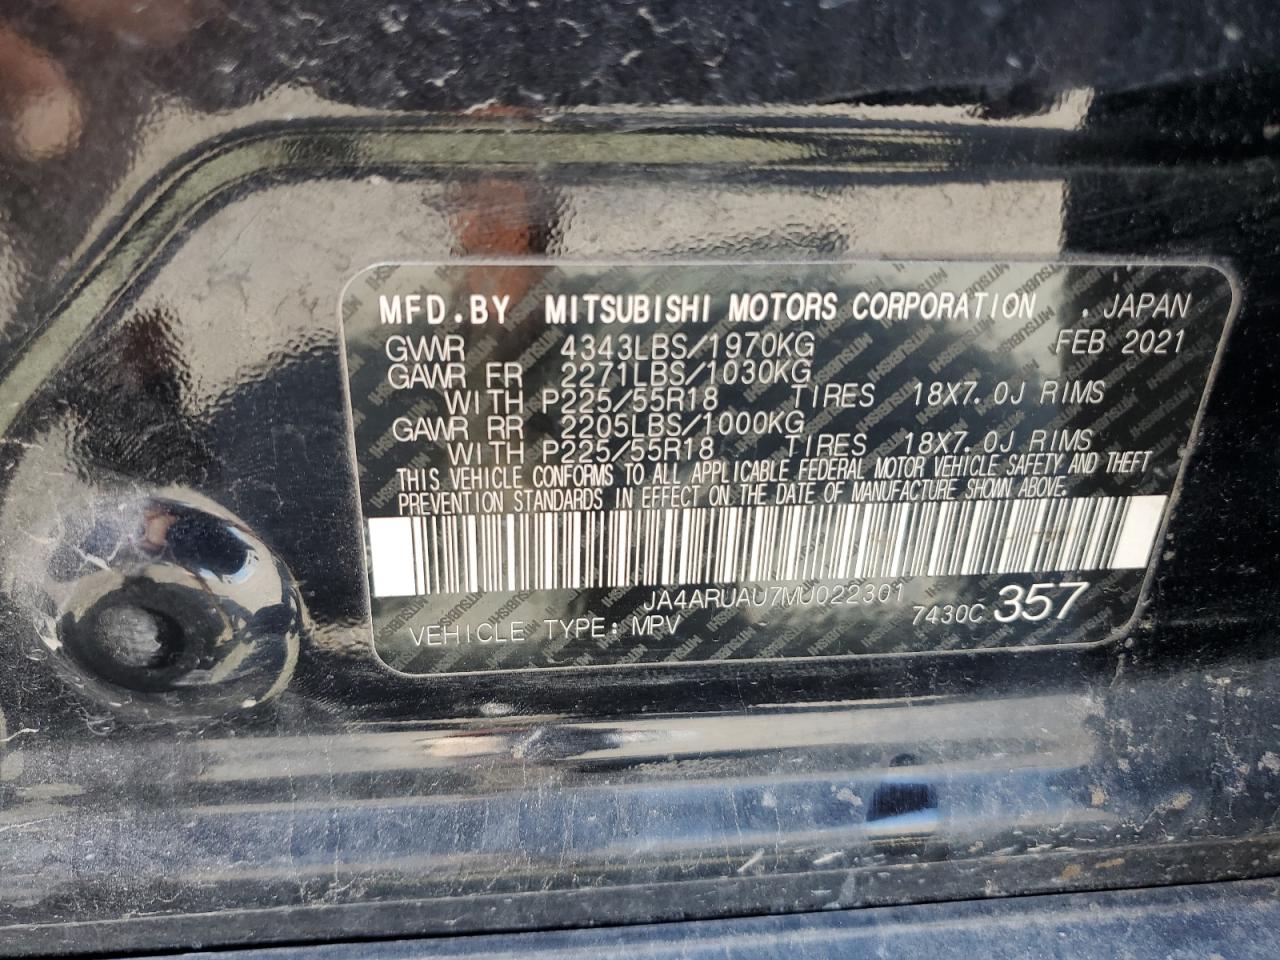 MFD.BY MITSUBISHI MOTORS CORPORATION . JAPAN
GVWR 4343LBS/1970KG FEB 2021
GAWR FR 2271LBS/1030KG
WITH P225/55R18 TIRES 18X7.0J RIMS
GAWR RR 2205LBS/1000KG
WITH P225/55R18 TIRES 18X7.0J RIMS
THIS VEHICLE CONFORMS TO ALL APPLICABLE FEDERAL MOTOR VEHICLE SAFETY AND THEFT
PREVENTION STANDARDS IN EFFECT ON THE DATE OF MANUFACTURE SHOWN ABOVE.
JA4ARUAU7MU022301
VEHICLE TYPE: MPV 7430C 357